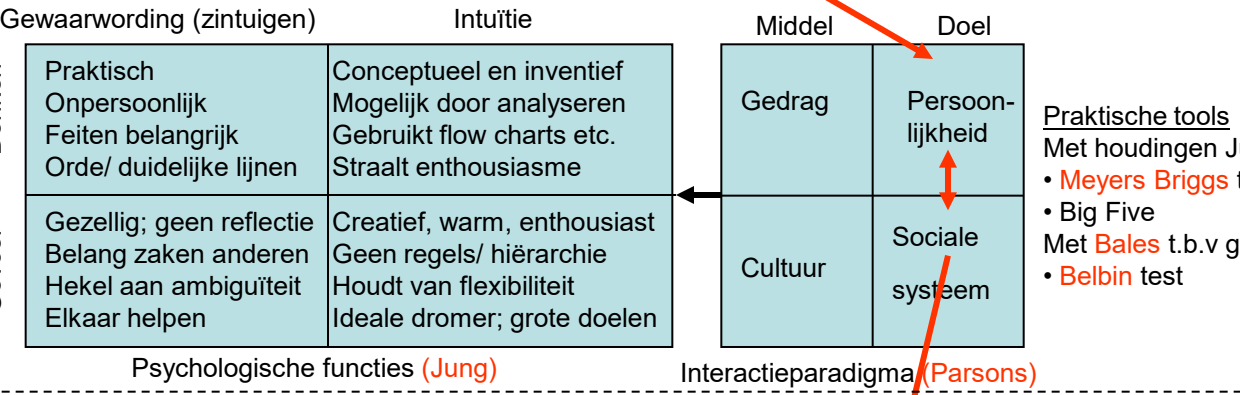 Gewaarwording (zintuigen)
Intuïtie
Praktisch
Onpersoonlijk
Feiten belangrijk
Orde/ duidelijke lijnen
Conceptueel en inventief
Mogelijk door analyseren
Gebruikt flow charts etc.
Straalt enthousiasme
Gezellig; geen reflectie
Belang zaken anderen
Hekel aan ambiguïteit
Elkaar helpen
Creatief, warm, enthousiast
Geen regels/ hiërarchie
Houdt van flexibiliteit
Ideale dromer; grote doelen
Psychologische functies (Jung)
Middel
Doel
Gedrag
Persoon-
lijkheid
Cultuur
Sociale
systeem
Interactieparadigma (Parsons)
Praktische tools
Met houdingen
• Meyers Briggs
• Big Five
Met Bales t.b.v
• Belbin test